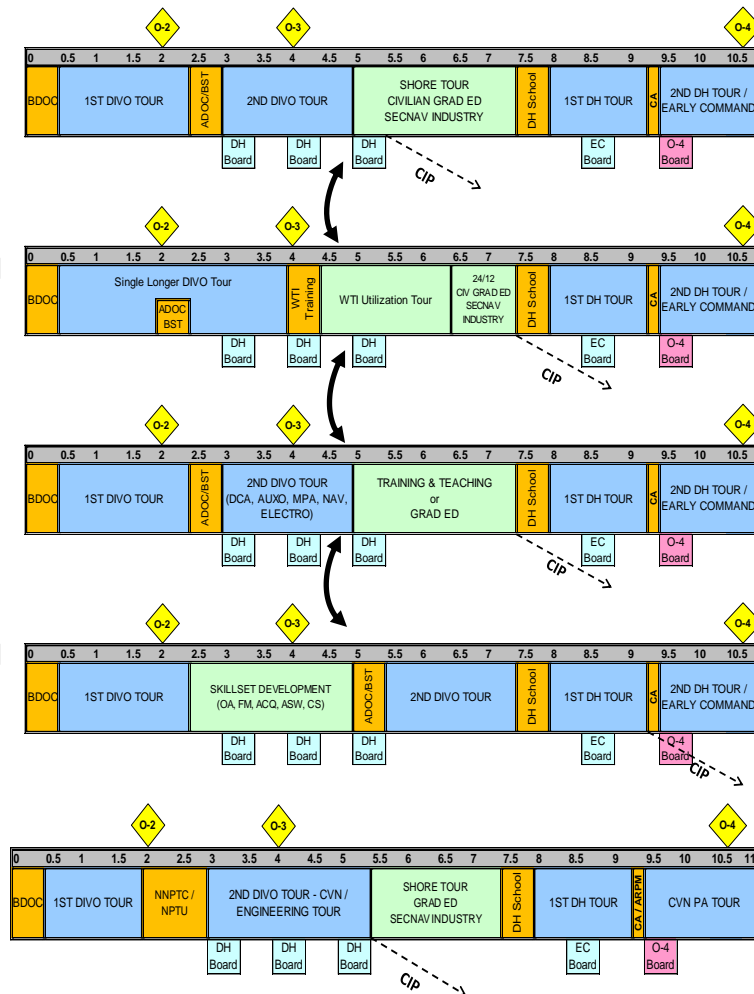 O-2 O-3 O-4
0 0.5 1 1.5 2 2.5 3 3.5 4 4.5 5 5.5 6 6.5 7 7.5 8 8.5 9 9.5 10 10.5
BDOC 1ST DIVO TOUR ADOC/BST 2ND DIVO TOUR SHORE TOUR DH School 1ST DH TOUR CA 2ND DH TOUR /
CIVILIAN GRAD ED EARLY COMMAND
SECNAV INDUSTRY
DH DH DH EC O-4
Board Board Board Board Board
CIP
O-2 O-3 O-4
0 0.5 1 1.5 2 2.5 3 3.5 4 4.5 5 5.5 6 6.5 7 7.5 8 8.5 9 9.5 10 10.5
BDOC Single Longer DIVO Tour WTI Training WTI Utilization Tour 24/12 DH School 1ST DH TOUR CA 2ND DH TOUR /
CIV GRAD ED EARLY COMMAND
SECNAV
INDUSTRY
ADOC
BST
DH DH DH EC O-4
Board Board Board Board Board
CIP
O-2 O-3 O-4
0 0.5 1 1.5 2 2.5 3 3.5 4 4.5 5 5.5 6 6.5 7 7.5 8 8.5 9 9.5 10 10.5
BDOC 1ST DIVO TOUR ADOC/BST 2ND DIVO TOUR TRAINING & TEACHING DH School 1ST DH TOUR CA 2ND DH TOUR /
(DCA, AUXO, MPA, NAV, or EARLY COMMAND
ELECTRO) GRAD ED
DH DH DH EC O-4
Board Board Board Board Board
CIP
O-2 O-3 O-4
0 0.5 1 1.5 2 2.5 3 3.5 4 4.5 5 5.5 6 6.5 7 7.5 8 8.5 9 9.5 10 10.5
BDOC 1ST DIVO TOUR SKILLSET DEVELOPMENT ADOC/BST 2ND DIVO TOUR DH School 1ST DH TOUR CA 2ND DH TOUR /
(OA, FM, ACQ, ASW, CS) EARLY COMMAND
DH DH DH EC O-4
Board Board Board Board Board
CIP
O-2 O-3 O-4
0 0.5 1 1.5 2 2.5 3 3.5 4 4.5 5 5.5 6 6.5 7 7.5 8 8.5 9 9.5 10 10.5 11
BDOC 1ST DIVO TOUR NNPTC / 2ND DIVO TOUR - CVN / SHORE TOUR DH School 1ST DH TOUR CA / ARPM CVN PA TOUR
NPTU ENGINEERING TOUR GRAD ED
SECNAV INDUSTRY
DH DH DH EC O-4
Board Board Board Board Board
CIP